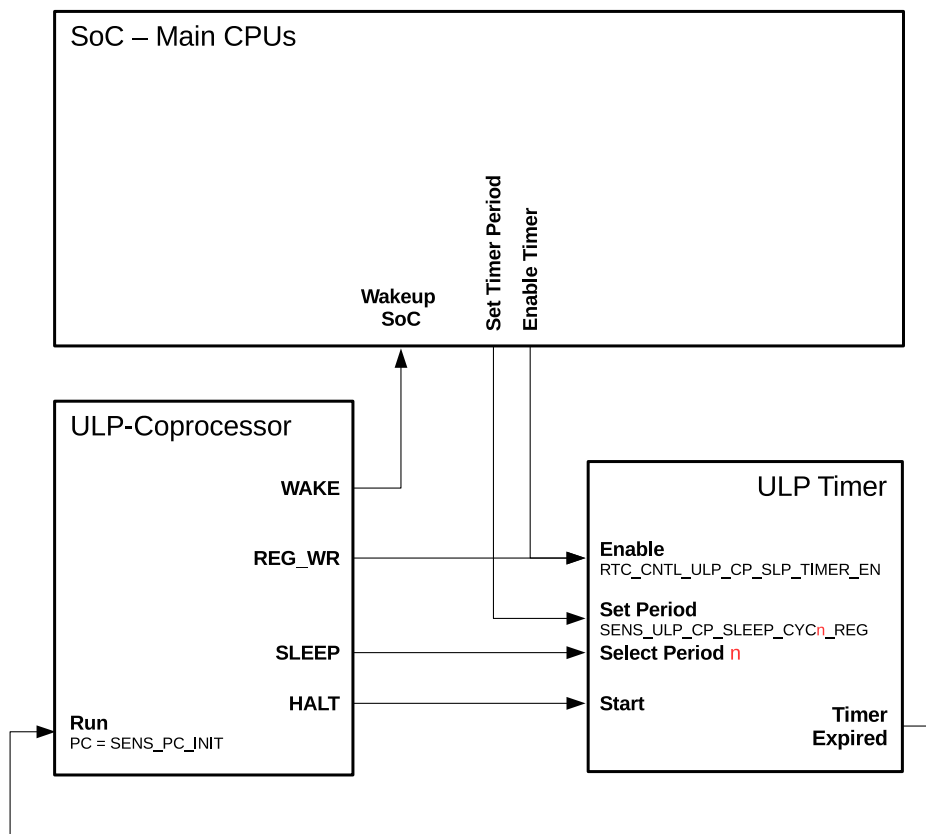 SoC – Main CPUs
Set Timer Period
Enable Timer
Wakeup
SoC
ULP-Coprocessor
WAKE
REG_WR
SLEEP
HALT
Run
PC = SENS_PC_INIT
ULP Timer
Enable
RTC_CNTL_ULP_CP_SLP_TIMER_EN
Set Period
SENS_ULP_CP_SLEEP_CYCn_REG
Select Period n
Start
Timer
Expired